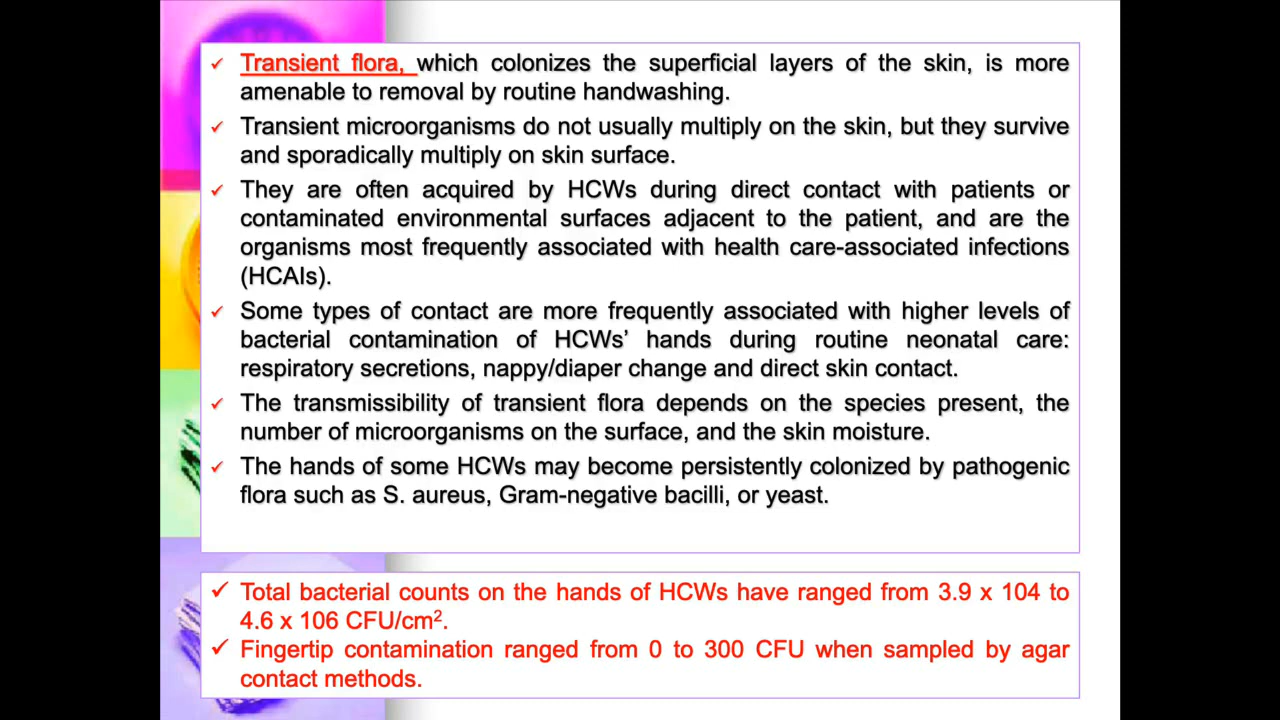 Transient flora, which colonizes the superficial layers of the skin, is more
amenable to removal by routine handwashing.
Transient microorganisms do not usually multiply on the skin, but they survive
and sporadically multiply on skin surface.
They are often acquired by HCWs during direct contact with patients or
contaminated environmental surfaces adjacent to the patient, and are the
organisms most frequently associated with health care-associated infections
(HCAIs).
Some types of contact are more frequently associated with higher levels of
bacterial contamination of HCWs’ hands during routine neonatal care:
respiratory secretions, nappy/diaper change and direct skin contact.
The transmissibility of transient flora depends on the species present, the
number of microorganisms on the surface, and the skin moisture.
The hands of some HCWs may become persistently colonized by pathogenic
flora such as S. aureus, Gram-negative bacilli, or yeast.
Total bacterial counts on the hands of HCWs have ranged from 3.9 x 104 to
4.6 x 106 CFU/cm².
Fingertip contamination ranged from 0 to 300 CFU when sampled by agar
contact methods.